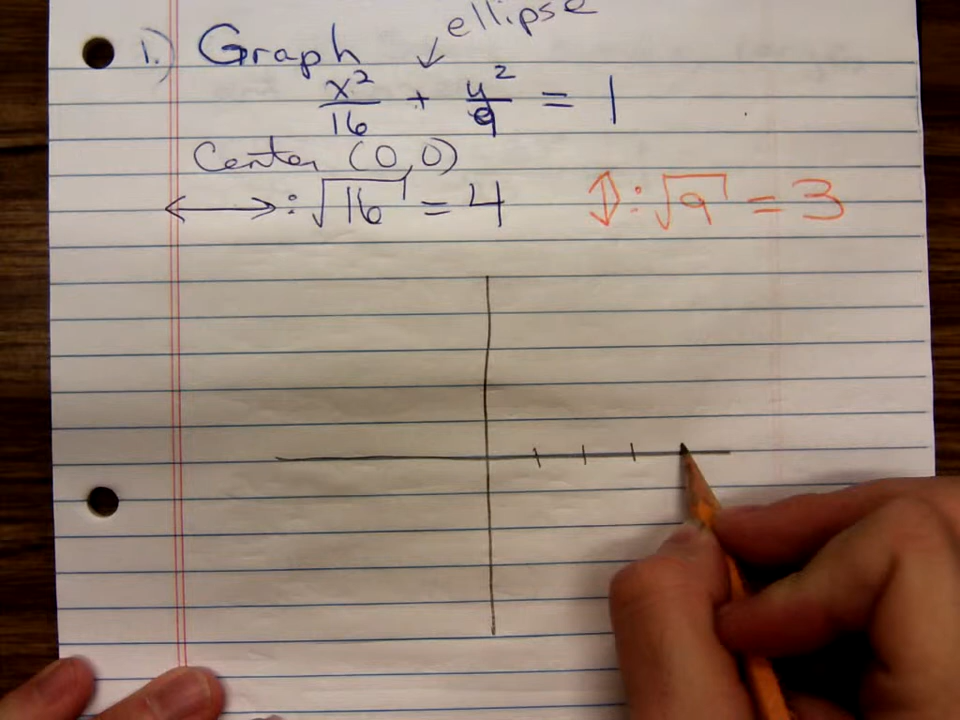 1.) Graph ellipse
x²/16 + y²/9 = 1
Center (0,0)
↔ : √16 = 4 ↕ : √9 = 3